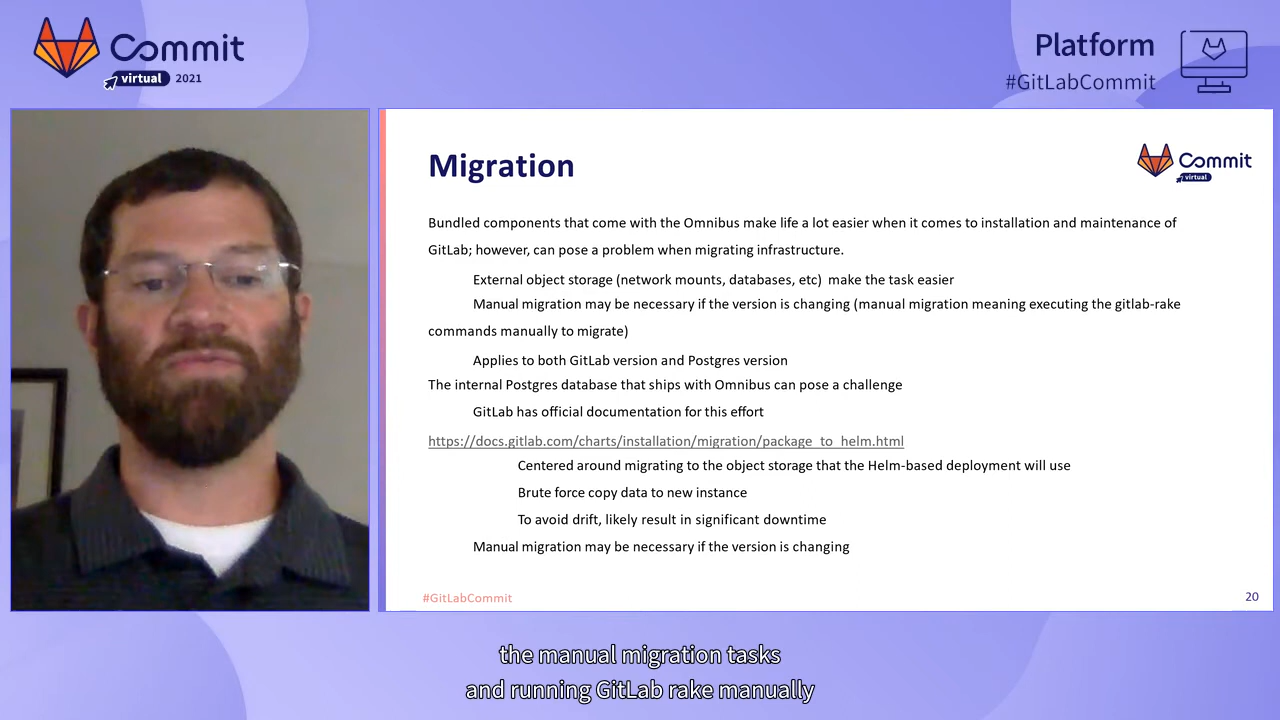 Commit
virtual 2021
Platform
#GitLabCommit
Migration
Commit
virtual
Bundled components that come with the Omnibus make life a lot easier when it comes to installation and maintenance of
GitLab; however, can pose a problem when migrating infrastructure.
External object storage (network mounts, databases, etc)  make the task easier
Manual migration may be necessary if the version is changing (manual migration meaning executing the gitlab-rake
commands manually to migrate)
Applies to both GitLab version and Postgres version
The internal Postgres database that ships with Omnibus can pose a challenge
GitLab has official documentation for this effort
https://docs.gitlab.com/charts/installation/migration/package_to_helm.html
Centered around migrating to the object storage that the Helm-based deployment will use
Brute force copy data to new instance
To avoid drift, likely result in significant downtime
Manual migration may be necessary if the version is changing
#GitLabCommit
20
the manual migration tasks
and running GitLab rake manually